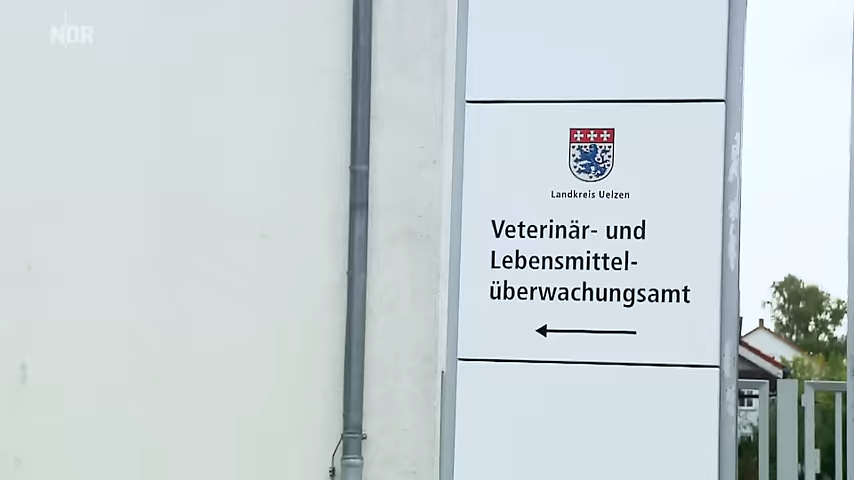 NDR
Landkreis Uelzen
Veterinär- und
Lebensmittel-
überwachungsamt